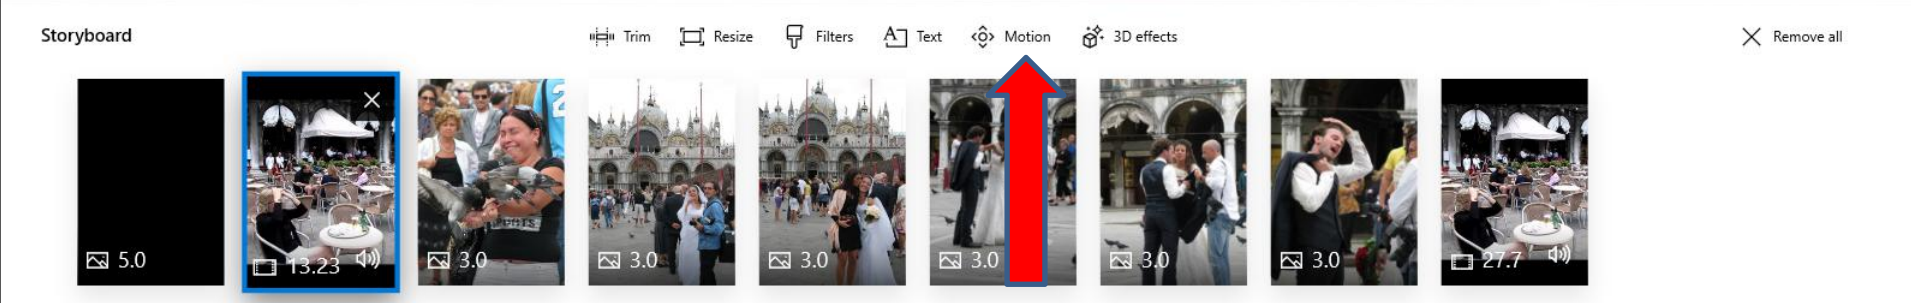 Storyboard Trim Resize Filters Text Motion 3D effects Remove all
5.0 13.23 3.0 3.0 3.0 3.0 3.0 3.0 27.7